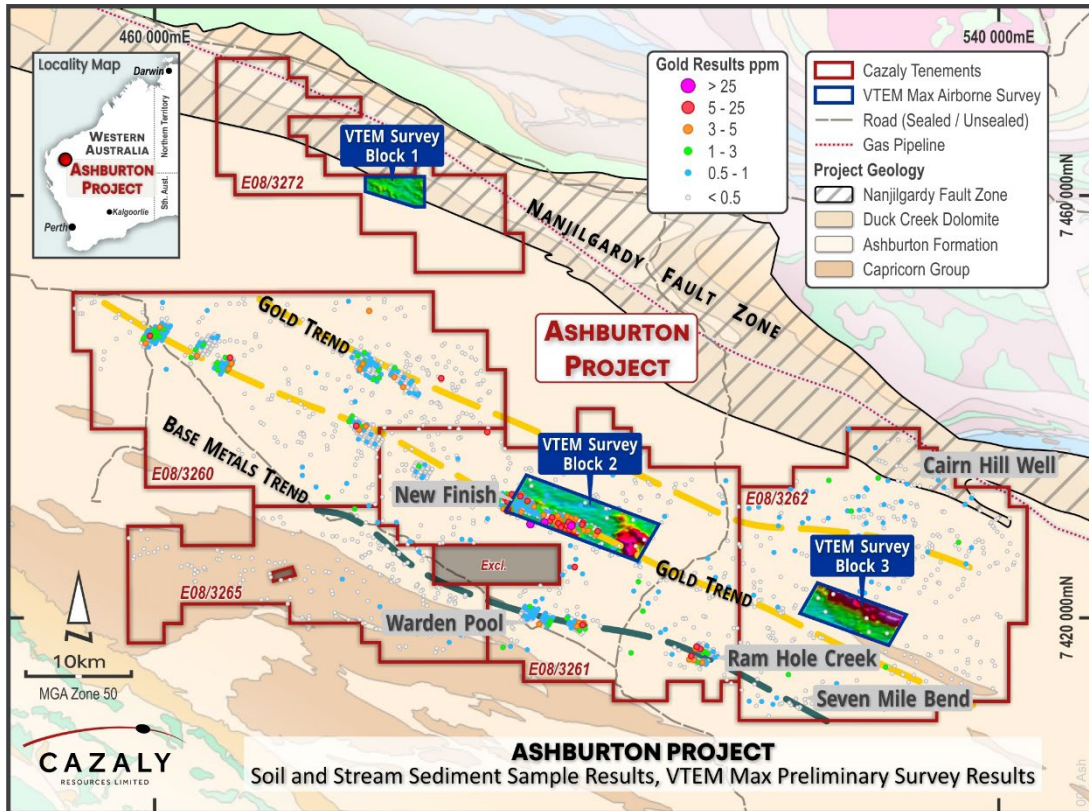 460 000mE
540 000mE
Locality Map
Darwin
WESTERN
AUSTRALIA
ASHBURTON
PROJECT
Northern Territory
Sth. Aust.
Kalgoorlie
Perth
Gold Results ppm
> 25
5 - 25
3 - 5
1 - 3
0.5 - 1
< 0.5
Cazaly Tenements
VTEM Max Airborne Survey
Road (Sealed / Unsealed)
Gas Pipeline
Project Geology
Nanjilgardy Fault Zone
Duck Creek Dolomite
Ashburton Formation
Capricorn Group
7 460 000mN
VTEM Survey
Block 1
E08/3272
NANJILGARDY FAULT ZONE
GOLD TREND
ASHBURTON
PROJECT
BASE METALS TREND
E08/3260
VTEM Survey
Block 2
New Finish
Cairn Hill Well
E08/3262
VTEM Survey
Block 3
Excl.
GOLD TREND
E08/3265
Warden Pool
E08/3261
Ram Hole Creek
Seven Mile Bend
7 420 000mN
N
10km
MGA Zone 50
CAZALY
RESOURCES LIMITED
ASHBURTON PROJECT
Soil and Stream Sediment Sample Results, VTEM Max Preliminary Survey Results